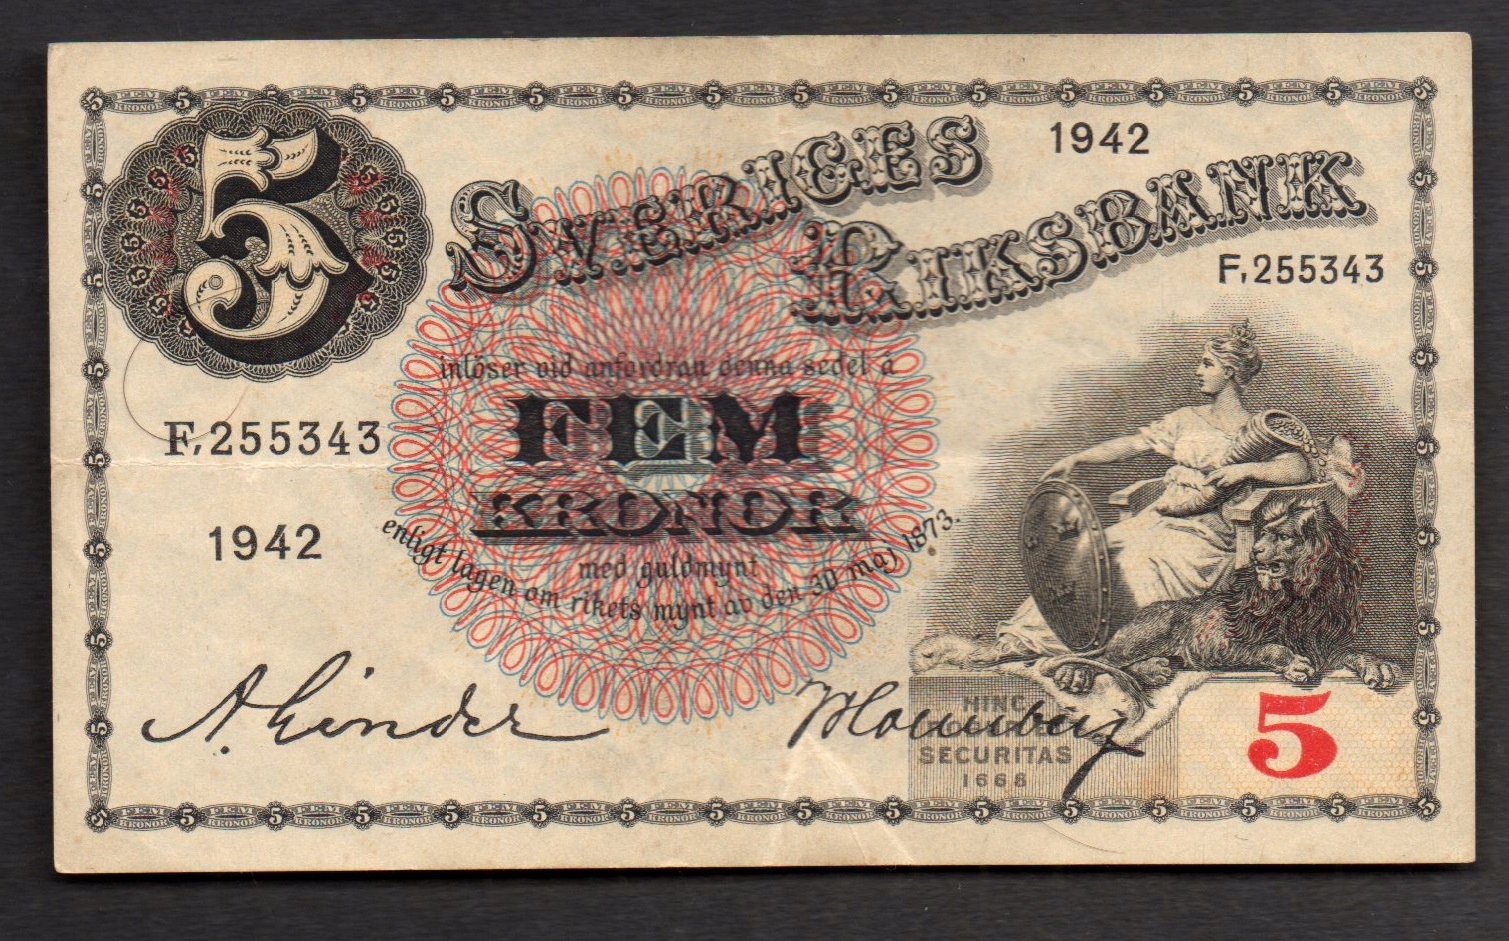 5
SVERIGES
RIKSBANK
1942
F,255343
inlöser vid anfordran denna sedel å
FEM
KRONOR
F,255343
1942
med guldmynt
enligt lagen om rikets mynt av den 30 maj 1873.
A. Linder
HINC
SECURITAS
1668
5